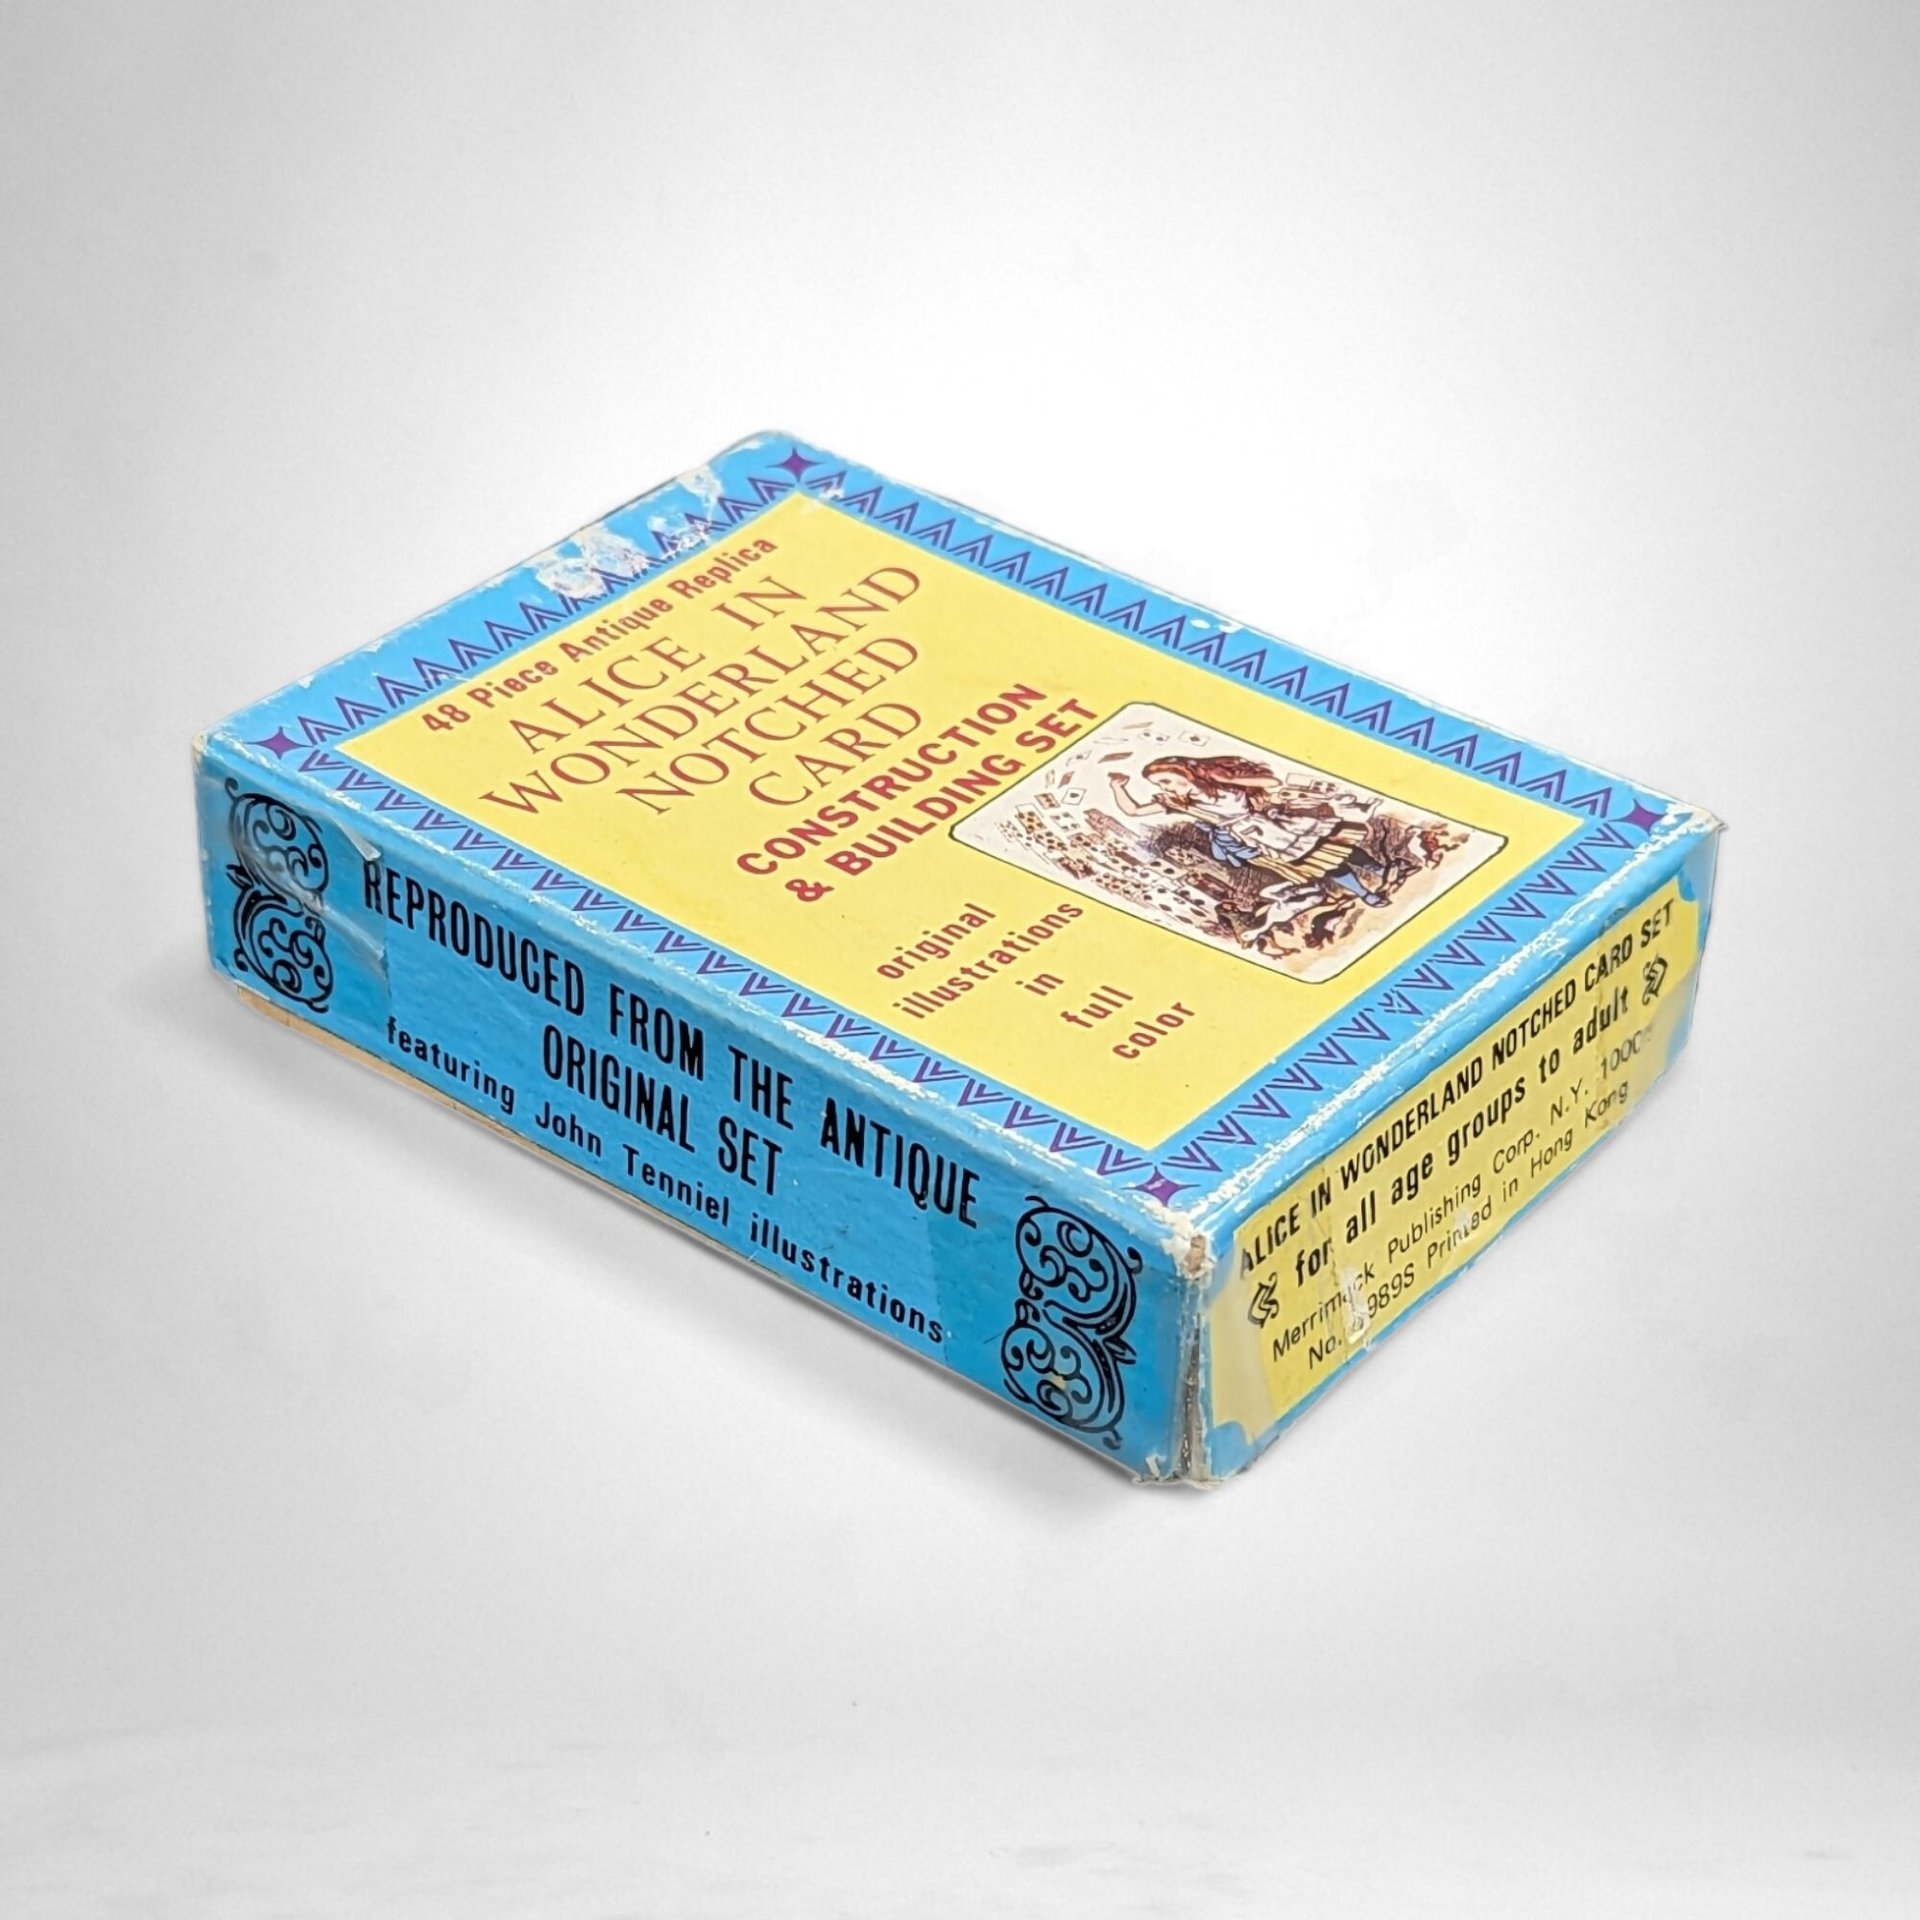 48 Piece Antique Replica
ALICE IN
WONDERLAND
NOTCHED
CARD
CONSTRUCTION
& BUILDING SET
original
illustrations
in
full
color
REPRODUCED FROM THE ANTIQUE
ORIGINAL SET
featuring John Tenniel illustrations
ALICE IN WONDERLAND NOTCHED CARD SET
for all age groups to adult
Merrimack Publishing Corp. N.Y.
No. Printed in Hong Kong